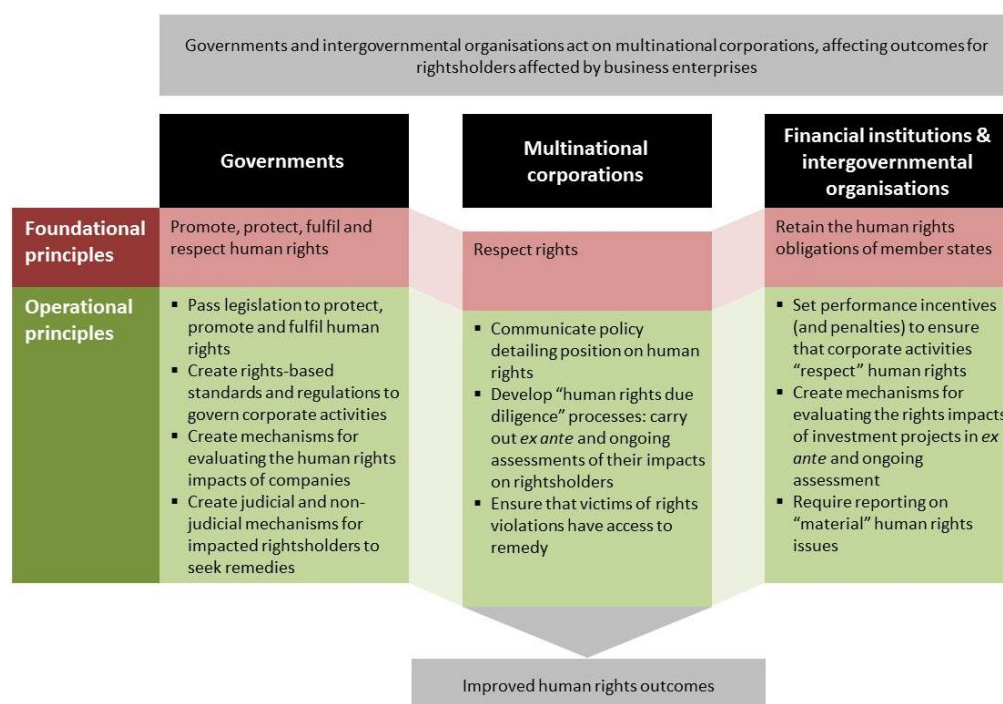 Governments and intergovernmental organisations act on multinational corporations, affecting outcomes for
rightsholders affected by business enterprises
Governments
Multinational
corporations
Financial institutions &
intergovernmental
organisations
Foundational
principles
Promote, protect, fulfil and
respect human rights
Respect rights
Retain the human rights
obligations of member states
Operational
principles
▪ Pass legislation to protect,
promote and fulfil human
rights
▪ Create rights-based
standards and regulations to
govern corporate activities
▪ Create mechanisms for
evaluating the human rights
impacts of companies
▪ Create judicial and non-
judicial mechanisms for
impacted rightsholders to
seek remedies
▪ Communicate policy
detailing position on human
rights
▪ Develop “human rights due
diligence” processes: carry
out ex ante and ongoing
assessments of their impacts
on rightsholders
▪ Ensure that victims of rights
violations have access to
remedy
▪ Set performance incentives
(and penalties) to ensure
that corporate activities
“respect” human rights
▪ Create mechanisms for
evaluating the rights impacts
of investment projects in ex
ante and ongoing
assessment
▪ Require reporting on
“material” human rights
issues
Improved human rights outcomes